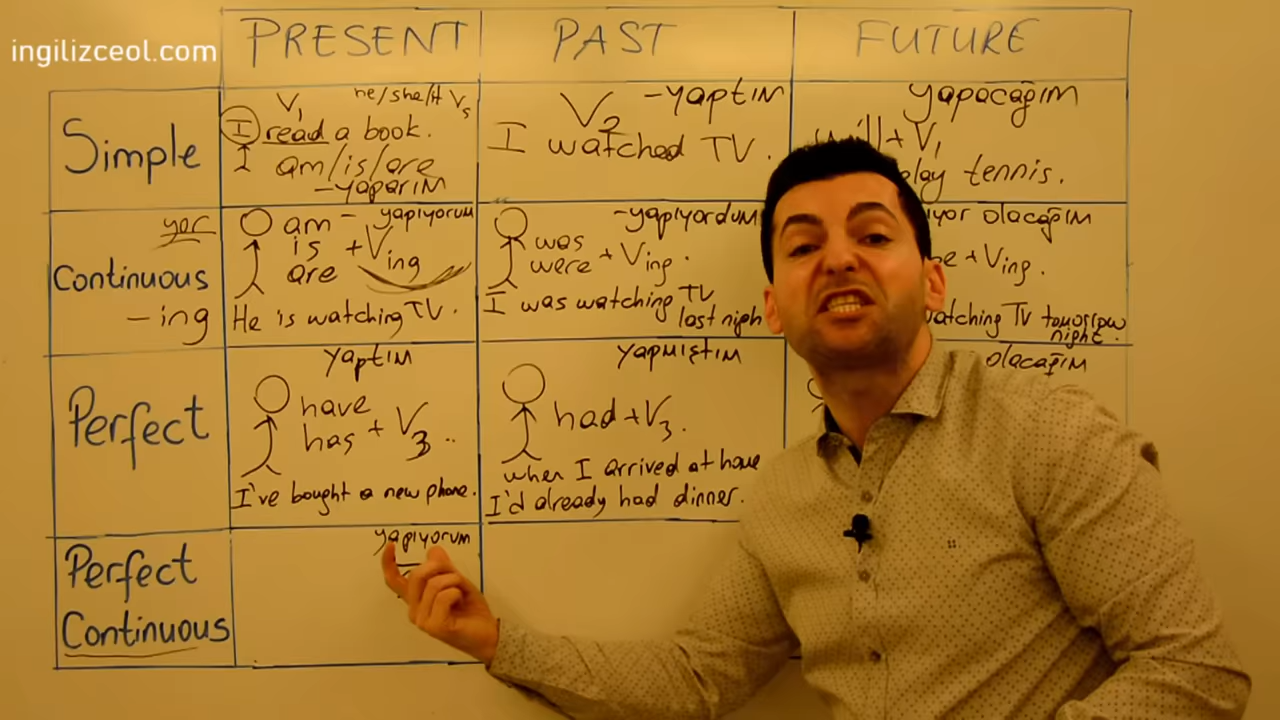 ingilizceol.com
PRESENT PAST FUTURE
Simple
V1 he/she/it Vs
I read a book.
I am/is/are
-yaparım
V2 -yaptım
I watched TV.
yapacağım
will + V1
play tennis.
yor
Continuous
-ing
am - yapıyorum
is + Ving
are
He is watching TV.
-yapıyordum
was
were + Ving.
I was watching TV
last nigh
ıyor olacağım
+ Ving.
atching TV tomorrow
night.
Perfect
yaptım
have
has + V3 ..
I've bought a new phone.
yapmıştım
had + V3.
when I arrived at home
I'd already had dinner.
olacağım
Perfect
Continuous
yapıyorum